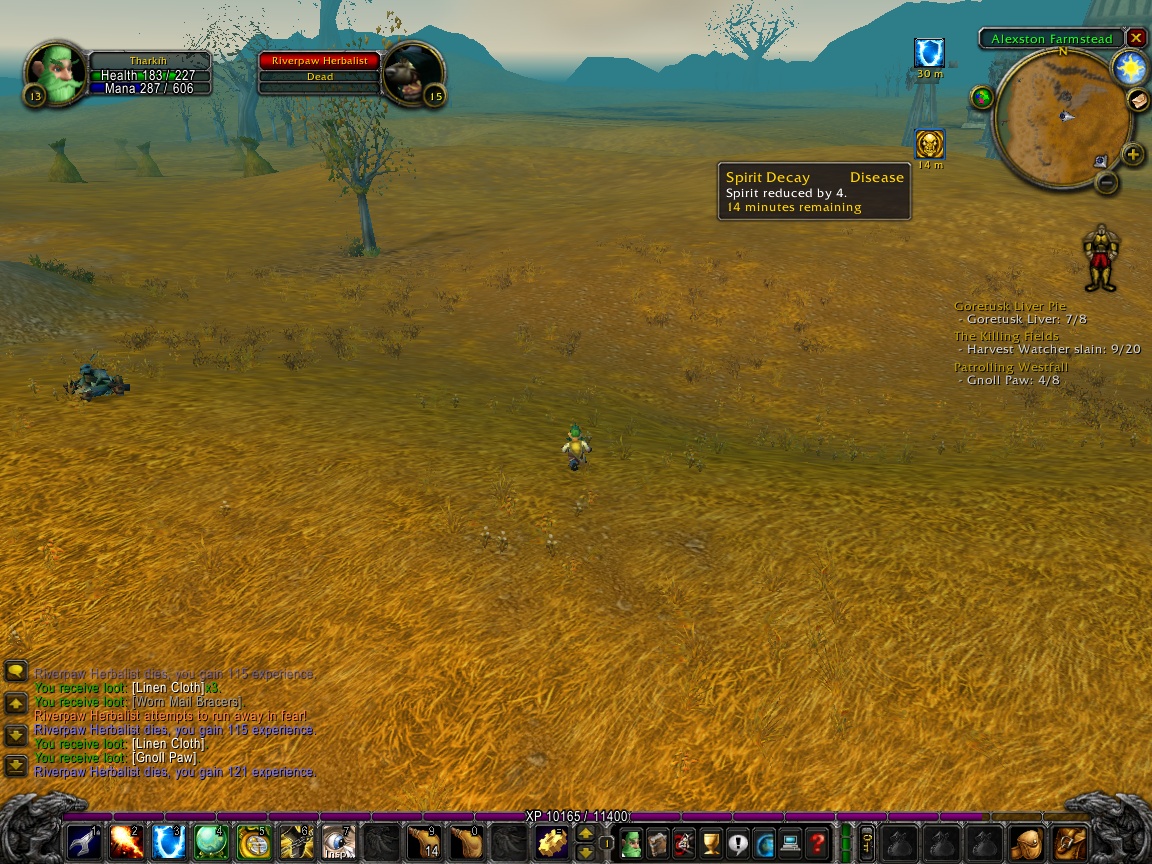 Alexston Farmstead
N
Tharkih
Health 183 / 227
Mana 287 / 606
13
Riverpaw Herbalist
Dead
15
30 m
14 m
Spirit Decay Disease
Spirit reduced by 4.
14 minutes remaining
Goretusk Liver Pie
- Goretusk Liver: 7/8
The Killing Fields
- Harvest Watcher slain: 9/20
Patrolling Westfall
- Gnoll Paw: 4/8
Riverpaw Herbalist dies, you gain 115 experience.
You receive loot: [Linen Cloth]x3.
You receive loot: [Worn Mail Bracers].
Riverpaw Herbalist attempts to run away in fear!
Riverpaw Herbalist dies, you gain 115 experience.
You receive loot: [Linen Cloth].
You receive loot: [Gnoll Paw].
Riverpaw Herbalist dies, you gain 121 experience.
XP 10165 / 11400
1 2 3 4 5 6 7 9 0
Insp
14
1